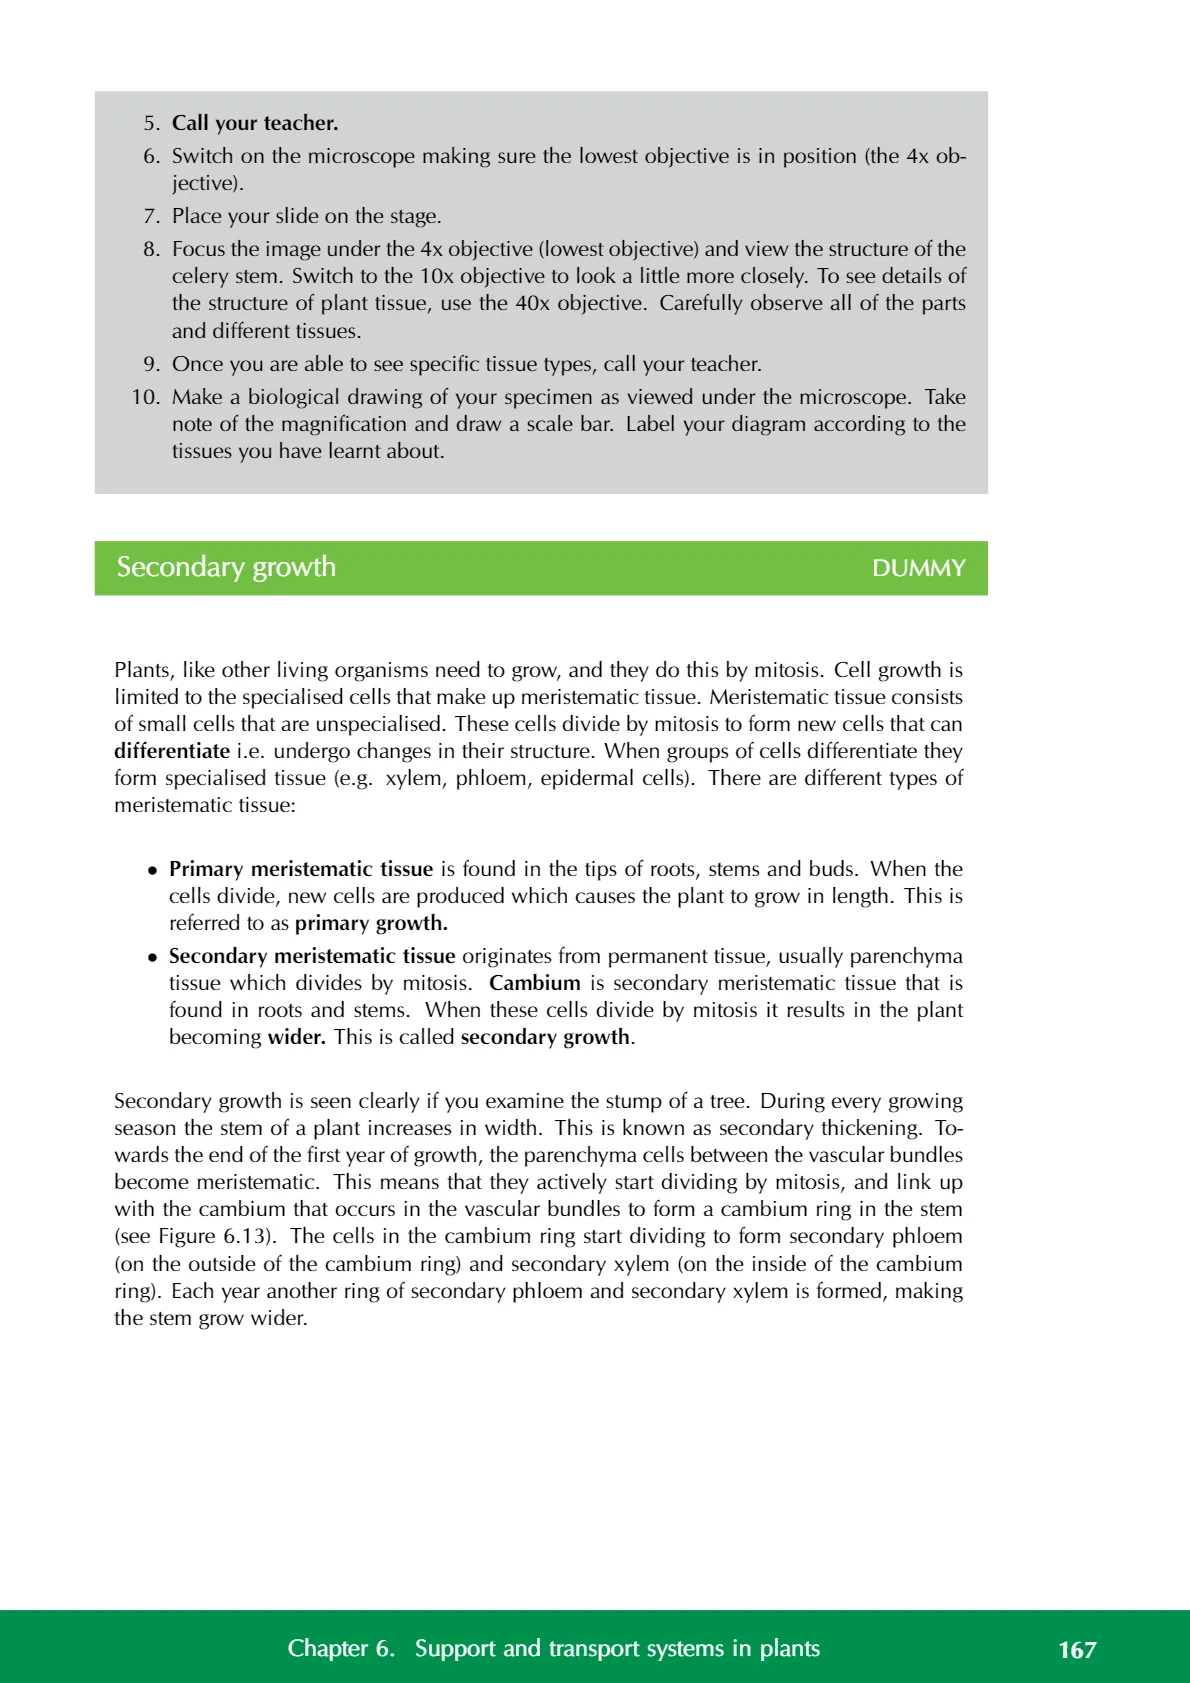 5. Call your teacher.
6. Switch on the microscope making sure the lowest objective is in position (the 4x ob-
jective).
7. Place your slide on the stage.
8. Focus the image under the 4x objective (lowest objective) and view the structure of the
celery stem. Switch to the 10x objective to look a little more closely. To see details of
the structure of plant tissue, use the 40x objective. Carefully observe all of the parts
and different tissues.
9. Once you are able to see specific tissue types, call your teacher.
10. Make a biological drawing of your specimen as viewed under the microscope. Take
note of the magnification and draw a scale bar. Label your diagram according to the
tissues you have learnt about.
Secondary growth DUMMY
Plants, like other living organisms need to grow, and they do this by mitosis. Cell growth is
limited to the specialised cells that make up meristematic tissue. Meristematic tissue consists
of small cells that are unspecialised. These cells divide by mitosis to form new cells that can
differentiate i.e. undergo changes in their structure. When groups of cells differentiate they
form specialised tissue (e.g. xylem, phloem, epidermal cells). There are different types of
meristematic tissue:
• Primary meristematic tissue is found in the tips of roots, stems and buds. When the
cells divide, new cells are produced which causes the plant to grow in length. This is
referred to as primary growth.
• Secondary meristematic tissue originates from permanent tissue, usually parenchyma
tissue which divides by mitosis. Cambium is secondary meristematic tissue that is
found in roots and stems. When these cells divide by mitosis it results in the plant
becoming wider. This is called secondary growth.
Secondary growth is seen clearly if you examine the stump of a tree. During every growing
season the stem of a plant increases in width. This is known as secondary thickening. To-
wards the end of the first year of growth, the parenchyma cells between the vascular bundles
become meristematic. This means that they actively start dividing by mitosis, and link up
with the cambium that occurs in the vascular bundles to form a cambium ring in the stem
(see Figure 6.13). The cells in the cambium ring start dividing to form secondary phloem
(on the outside of the cambium ring) and secondary xylem (on the inside of the cambium
ring). Each year another ring of secondary phloem and secondary xylem is formed, making
the stem grow wider.
Chapter 6. Support and transport systems in plants 167